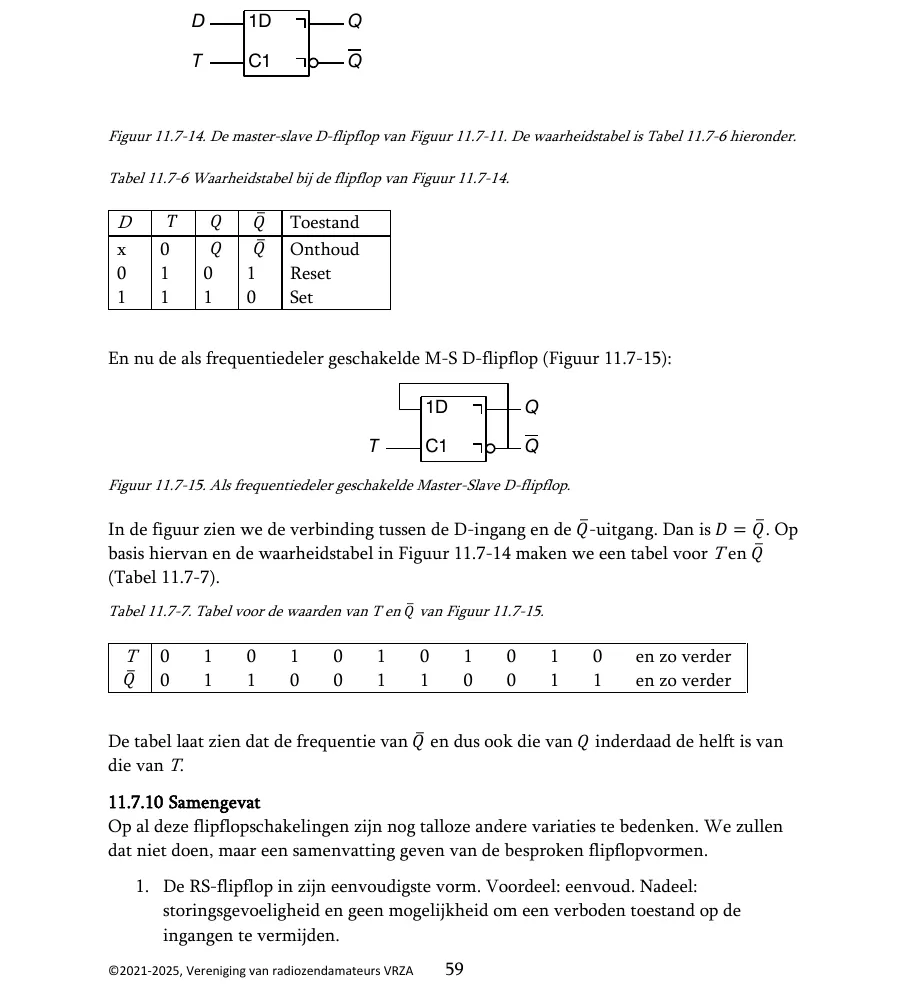 D 1D Q
T C1 Q̅
Figuur 11.7-14. De master-slave D-flipflop van Figuur 11.7-11. De waarheidstabel is Tabel 11.7-6 hieronder.
Tabel 11.7-6 Waarheidstabel bij de flipflop van Figuur 11.7-14.
D T Q Q̅ Toestand
x 0 Q Q̅ Onthoud
0 1 0 1 Reset
1 1 1 0 Set
En nu de als frequentiedeler geschakelde M-S D-flipflop (Figuur 11.7-15):
1D Q
T C1 Q̅
Figuur 11.7-15. Als frequentiedeler geschakelde Master-Slave D-flipflop.
In de figuur zien we de verbinding tussen de D-ingang en de Q̅-uitgang. Dan is D = Q̅. Op
basis hiervan en de waarheidstabel in Figuur 11.7-14 maken we een tabel voor T en Q̅
(Tabel 11.7-7).
Tabel 11.7-7. Tabel voor de waarden van T en Q̅ van Figuur 11.7-15.
T 0 1 0 1 0 1 0 1 0 1 0 en zo verder
Q̅ 0 1 1 0 0 1 1 0 0 1 1 en zo verder
De tabel laat zien dat de frequentie van Q̅ en dus ook die van Q inderdaad de helft is van
die van T.
11.7.10 Samengevat
Op al deze flipflopschakelingen zijn nog talloze andere variaties te bedenken. We zullen
dat niet doen, maar een samenvatting geven van de besproken flipflopvormen.
1. De RS-flipflop in zijn eenvoudigste vorm. Voordeel: eenvoud. Nadeel:
storingsgevoeligheid en geen mogelijkheid om een verboden toestand op de
ingangen te vermijden.
©2021-2025, Vereniging van radiozendamateurs VRZA 59